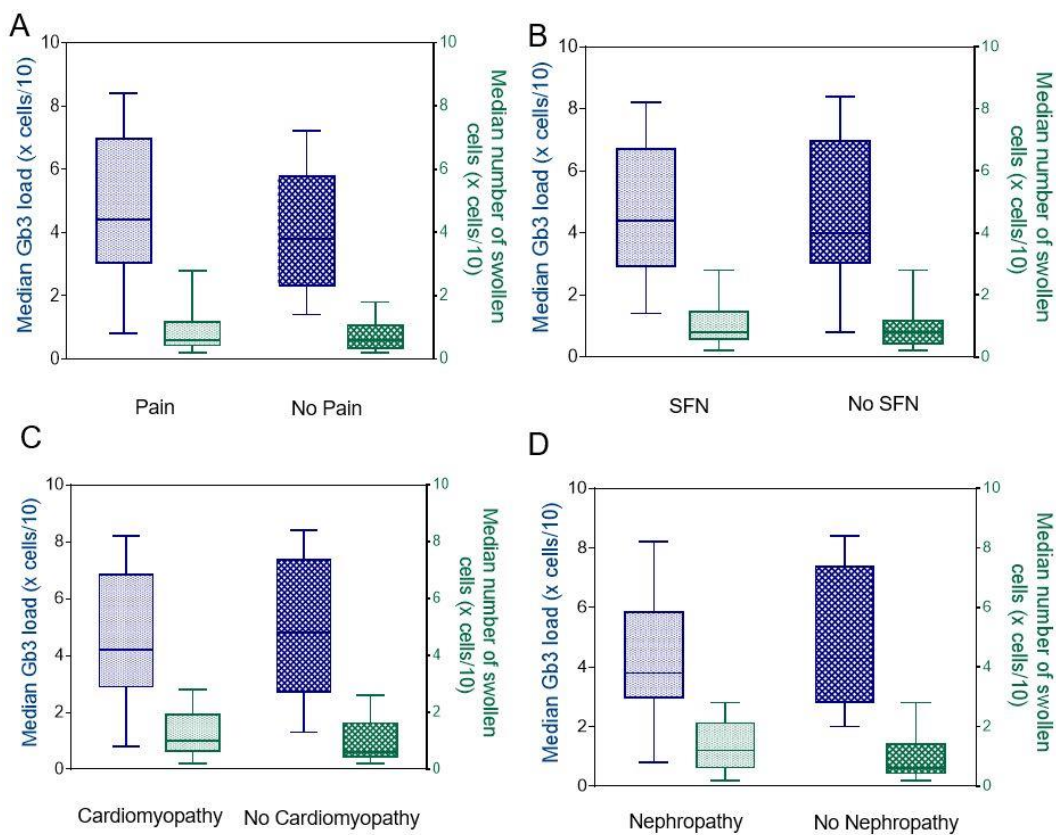 A
Median Gb3 load (x cells/10)
10
8
6
4
2
0
10
8
6
4
2
0
Median number of swollen
cells (x cells/10)
Pain
No Pain
B
Median Gb3 load (x cells/10)
10
8
6
4
2
0
10
8
6
4
2
0
Median number of swollen
cells (x cells/10)
SFN
No SFN
C
Median Gb3 load (x cells/10)
10
8
6
4
2
0
10
8
6
4
2
0
Median number of swollen
cells (x cells/10)
Cardiomyopathy
No Cardiomyopathy
D
Median Gb3 load (x cells/10)
10
8
6
4
2
0
10
8
6
4
2
0
Median number of swollen
cells (x cells/10)
Nephropathy
No Nephropathy